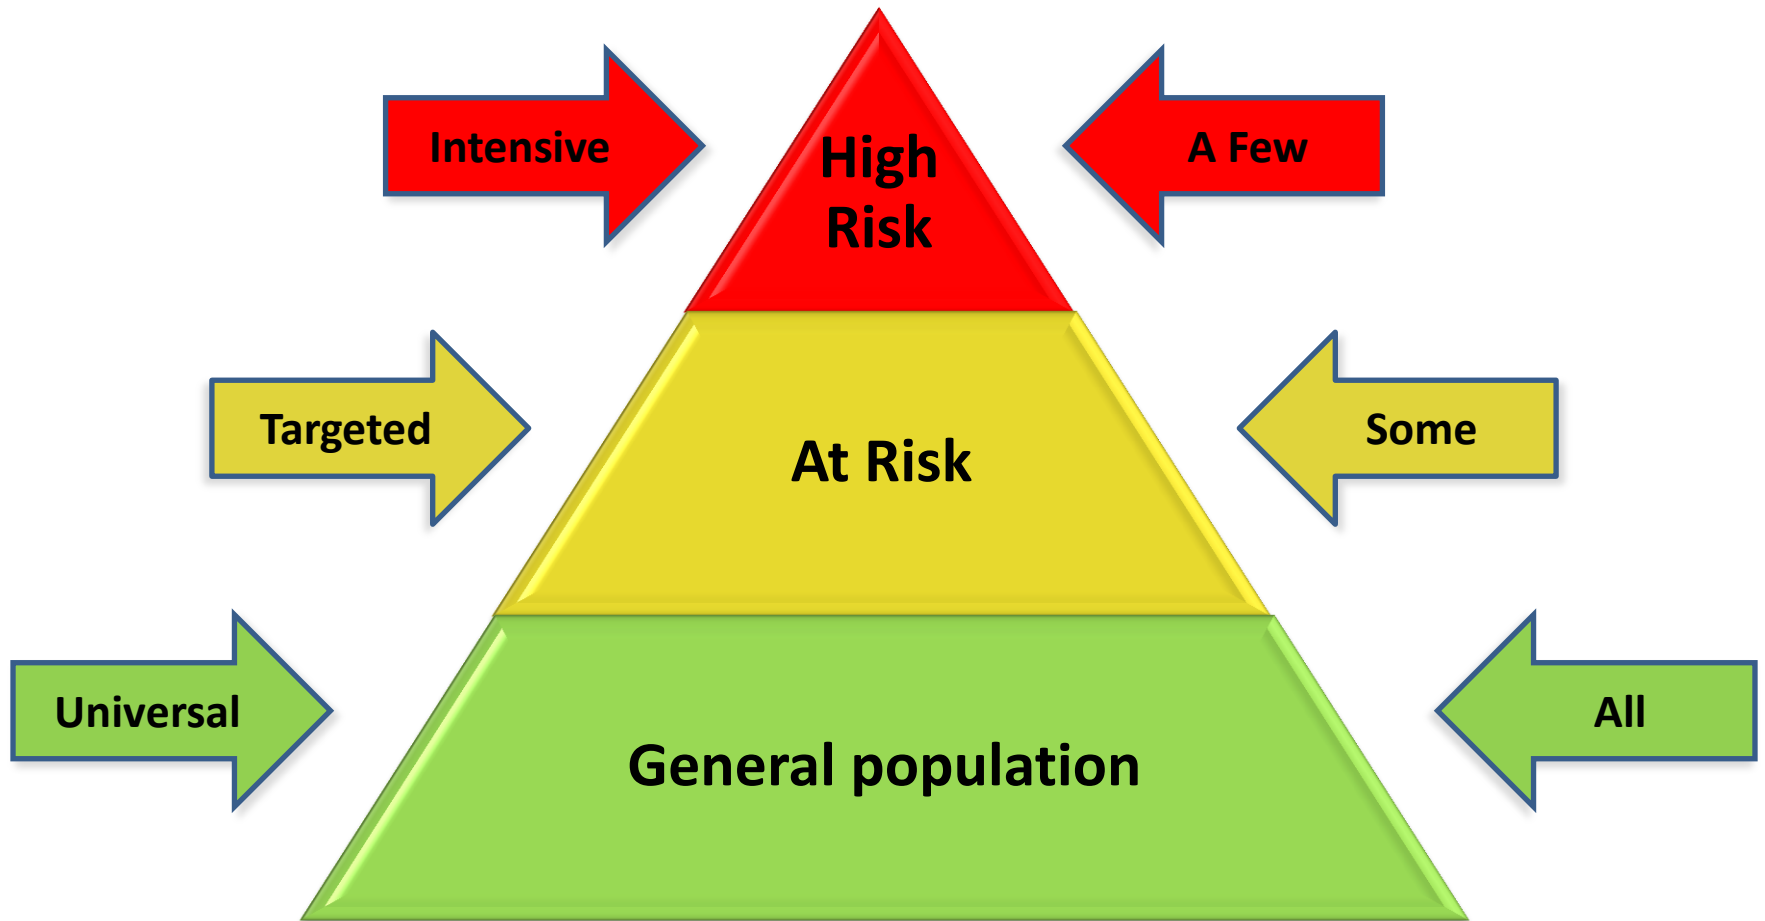 Intensive
High
Risk
A Few
Targeted
At Risk
Some
Universal
General population
All